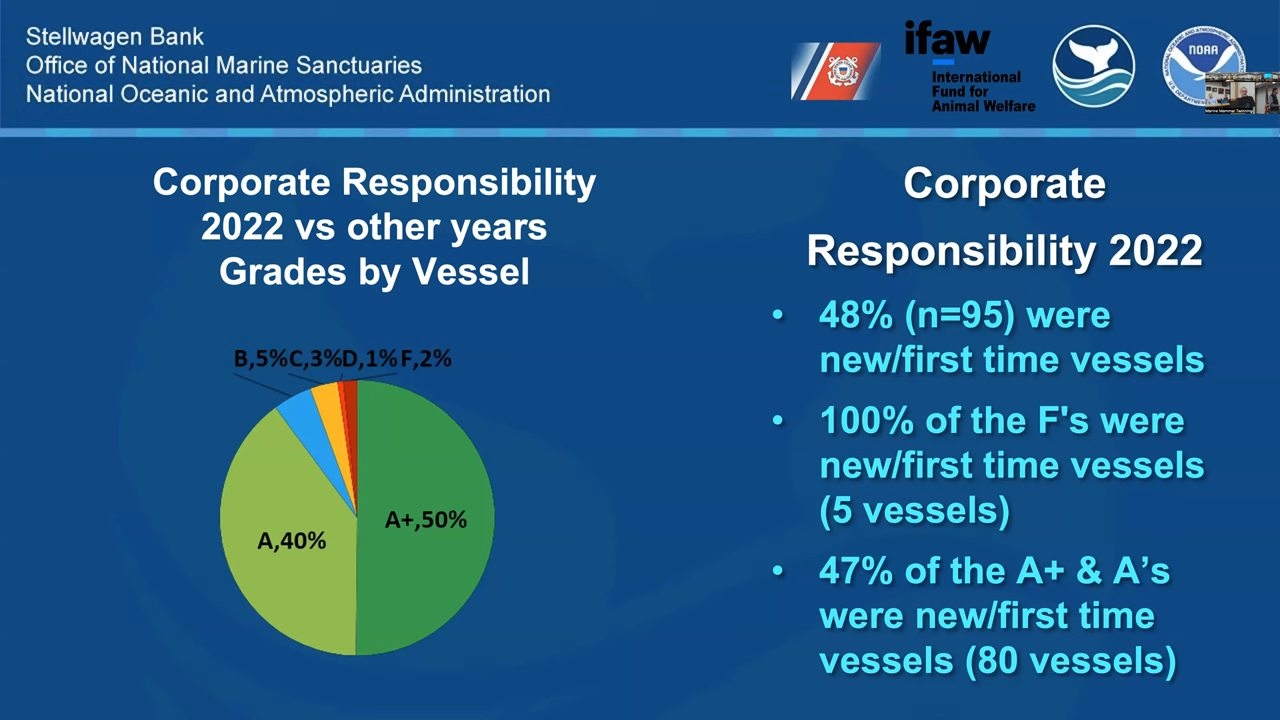 Stellwagen Bank
Office of National Marine Sanctuaries
National Oceanic and Atmospheric Administration
ifaw
International
Fund for
Animal Welfare
NOAA
Corporate Responsibility
2022 vs other years
Grades by Vessel
B,5%C,3%D,1% F,2%
A,40%
A+,50%
Corporate
Responsibility 2022
• 48% (n=95) were
new/first time vessels
• 100% of the F's were
new/first time vessels
(5 vessels)
• 47% of the A+ & A’s
were new/first time
vessels (80 vessels)